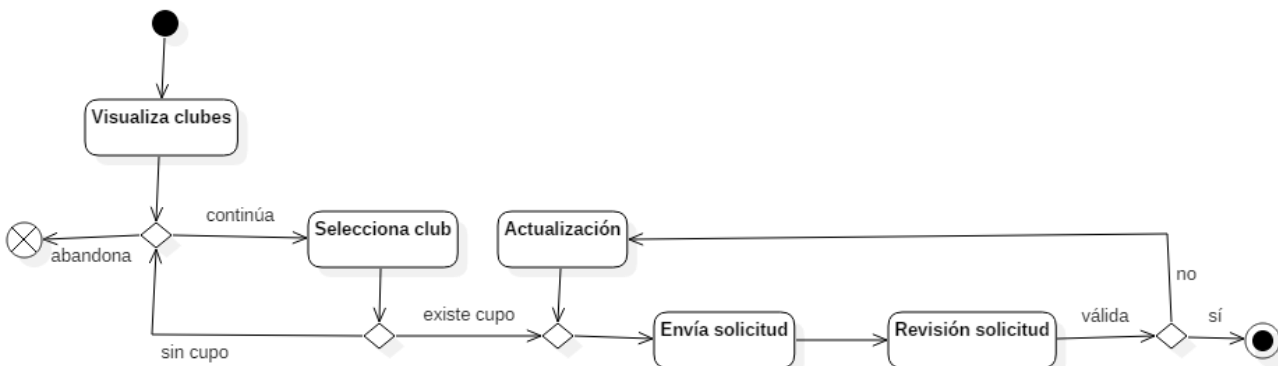 Visualiza clubes
continúa
abandona
Selecciona club
Actualización
no
existe cupo
sin cupo
Envía solicitud
Revisión solicitud
válida
sí